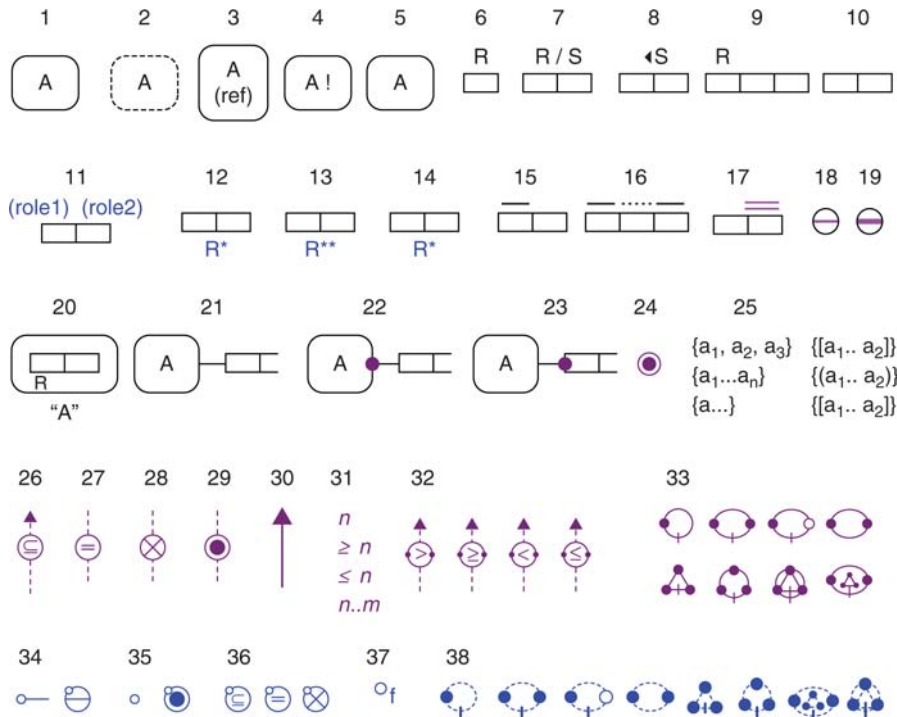 1 2 3 4 5 6 7 8 9 10
R R / S ◂S R
A A A (ref) A ! A
11 12 13 14 15 16 17 18 19
(role1) (role2)
R* R** R*
20 21 22 23 24 25
A A A {a₁, a₂, a₃} {[a₁.. a₂]}
{a₁...aₙ} {(a₁.. a₂)}
R
{a...} {[a₁.. a₂]}
“A”
26 27 28 29 30 31 32 33
n
⊆ = > ≥ < ≤
≥ n
≤ n
n..m
34 35 36 37 38
⊆ = f